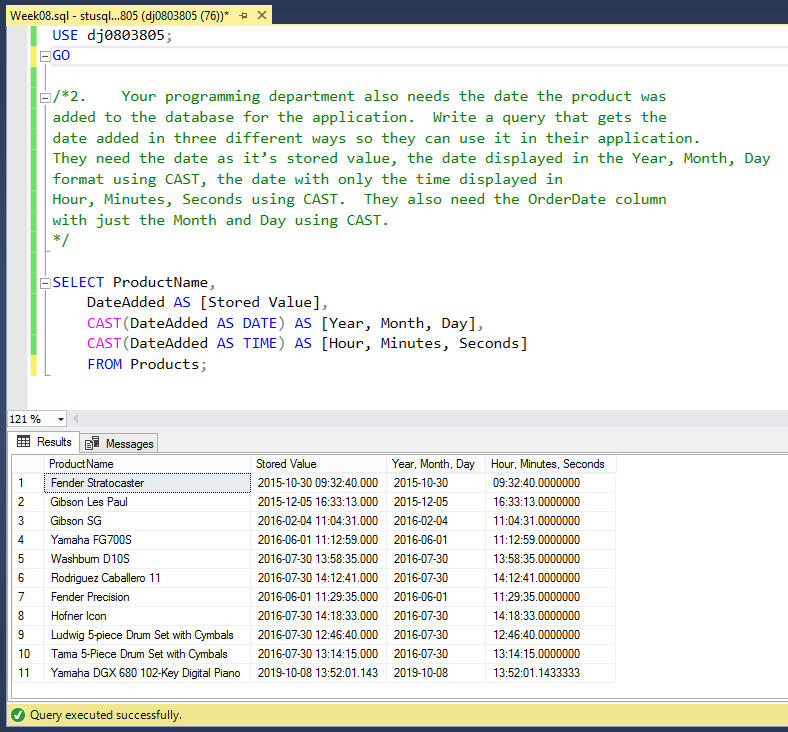 Week08.sql - stusql...805 (dj0803805 (76))*
USE dj0803805;
GO
/*2.    Your programming department also needs the date the product was
added to the database for the application.  Write a query that gets the
date added in three different ways so they can use it in their application.
They need the date as it’s stored value, the date displayed in the Year, Month, Day
format using CAST, the date with only the time displayed in
Hour, Minutes, Seconds using CAST.  They also need the OrderDate column
with just the Month and Day using CAST.
*/
SELECT ProductName,
DateAdded AS [Stored Value],
CAST(DateAdded AS DATE) AS [Year, Month, Day],
CAST(DateAdded AS TIME) AS [Hour, Minutes, Seconds]
FROM Products;
121 %
Results Messages
ProductName Stored Value Year, Month, Day Hour, Minutes, Seconds
1 Fender Stratocaster 2015-10-30 09:32:40.000 2015-10-30 09:32:40.0000000
2 Gibson Les Paul 2015-12-05 16:33:13.000 2015-12-05 16:33:13.0000000
3 Gibson SG 2016-02-04 11:04:31.000 2016-02-04 11:04:31.0000000
4 Yamaha FG700S 2016-06-01 11:12:59.000 2016-06-01 11:12:59.0000000
5 Washburn D10S 2016-07-30 13:58:35.000 2016-07-30 13:58:35.0000000
6 Rodriguez Caballero 11 2016-07-30 14:12:41.000 2016-07-30 14:12:41.0000000
7 Fender Precision 2016-06-01 11:29:35.000 2016-06-01 11:29:35.0000000
8 Hofner Icon 2016-07-30 14:18:33.000 2016-07-30 14:18:33.0000000
9 Ludwig 5-piece Drum Set with Cymbals 2016-07-30 12:46:40.000 2016-07-30 12:46:40.0000000
10 Tama 5-Piece Drum Set with Cymbals 2016-07-30 13:14:15.000 2016-07-30 13:14:15.0000000
11 Yamaha DGX 680 102-Key Digital Piano 2019-10-08 13:52:01.143 2019-10-08 13:52:01.1433333
Query executed successfully.